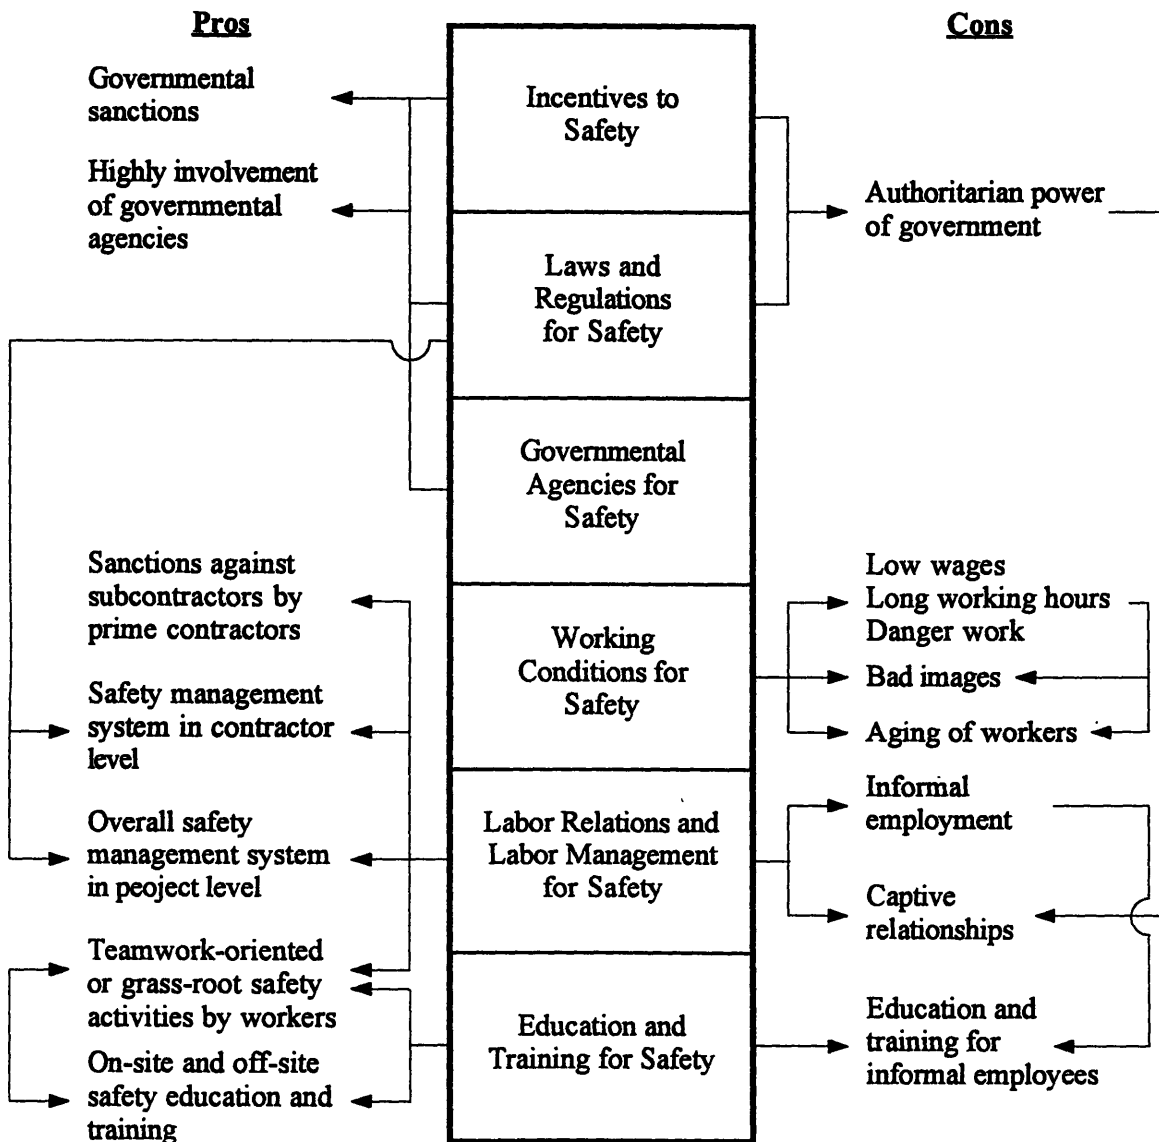 Pros
Cons
Governmental
sanctions
Highly involvement
of governmental
agencies
Incentives to
Safety
Authoritarian power
of government
Laws and
Regulations
for Safety
Governmental
Agencies for
Safety
Sanctions against
subcontractors by
prime contractors
Safety management
system in contractor
level
Overall safety
management system
in peoject level
Teamwork-oriented
or grass-root safety
activities by workers
On-site and off-site
safety education and
training
Working
Conditions for
Safety
Labor Relations and
Labor Management
for Safety
Education and
Training for Safety
Low wages
Long working hours
Danger work
Bad images
Aging of workers
Informal
employment
Captive
relationships
Education and
training for
informal employees